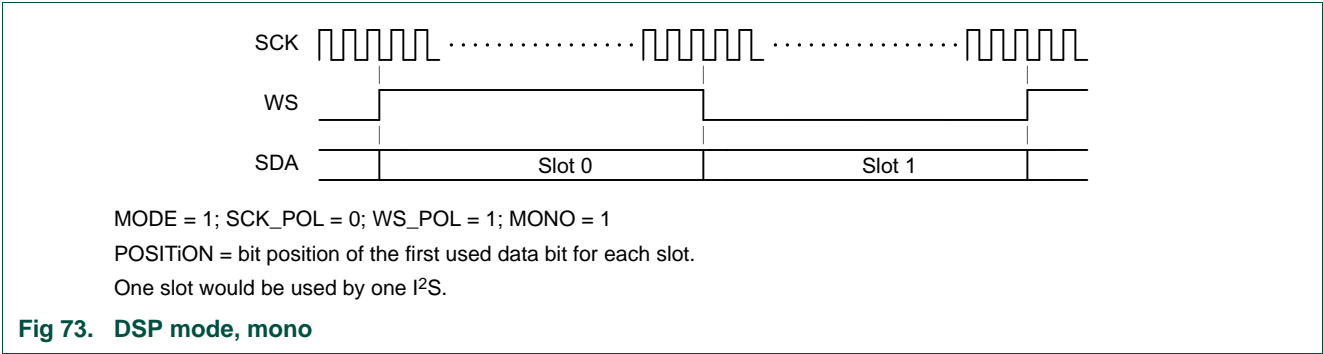 SCK
WS
SDA Slot 0 Slot 1
MODE = 1; SCK_POL = 0; WS_POL = 1; MONO = 1
POSITiON = bit position of the first used data bit for each slot.
One slot would be used by one I²S.
Fig 73. DSP mode, mono